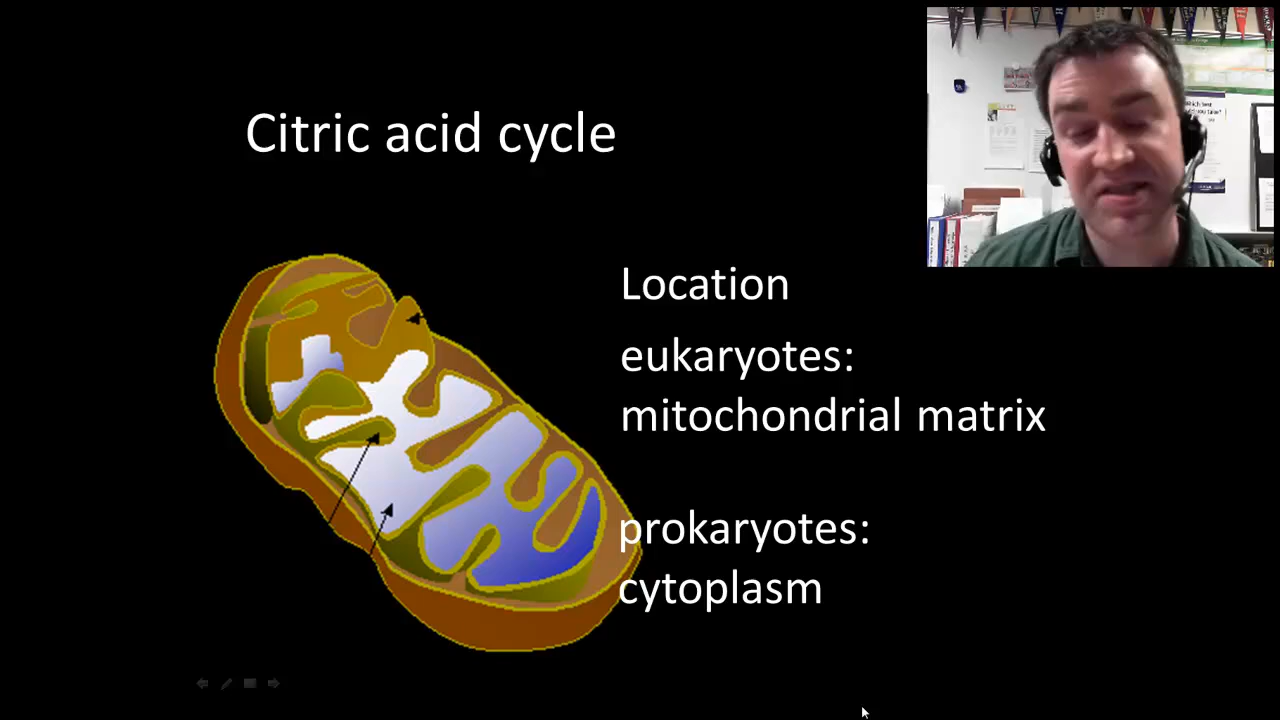 Citric acid cycle
Location
eukaryotes:
mitochondrial matrix
prokaryotes:
cytoplasm